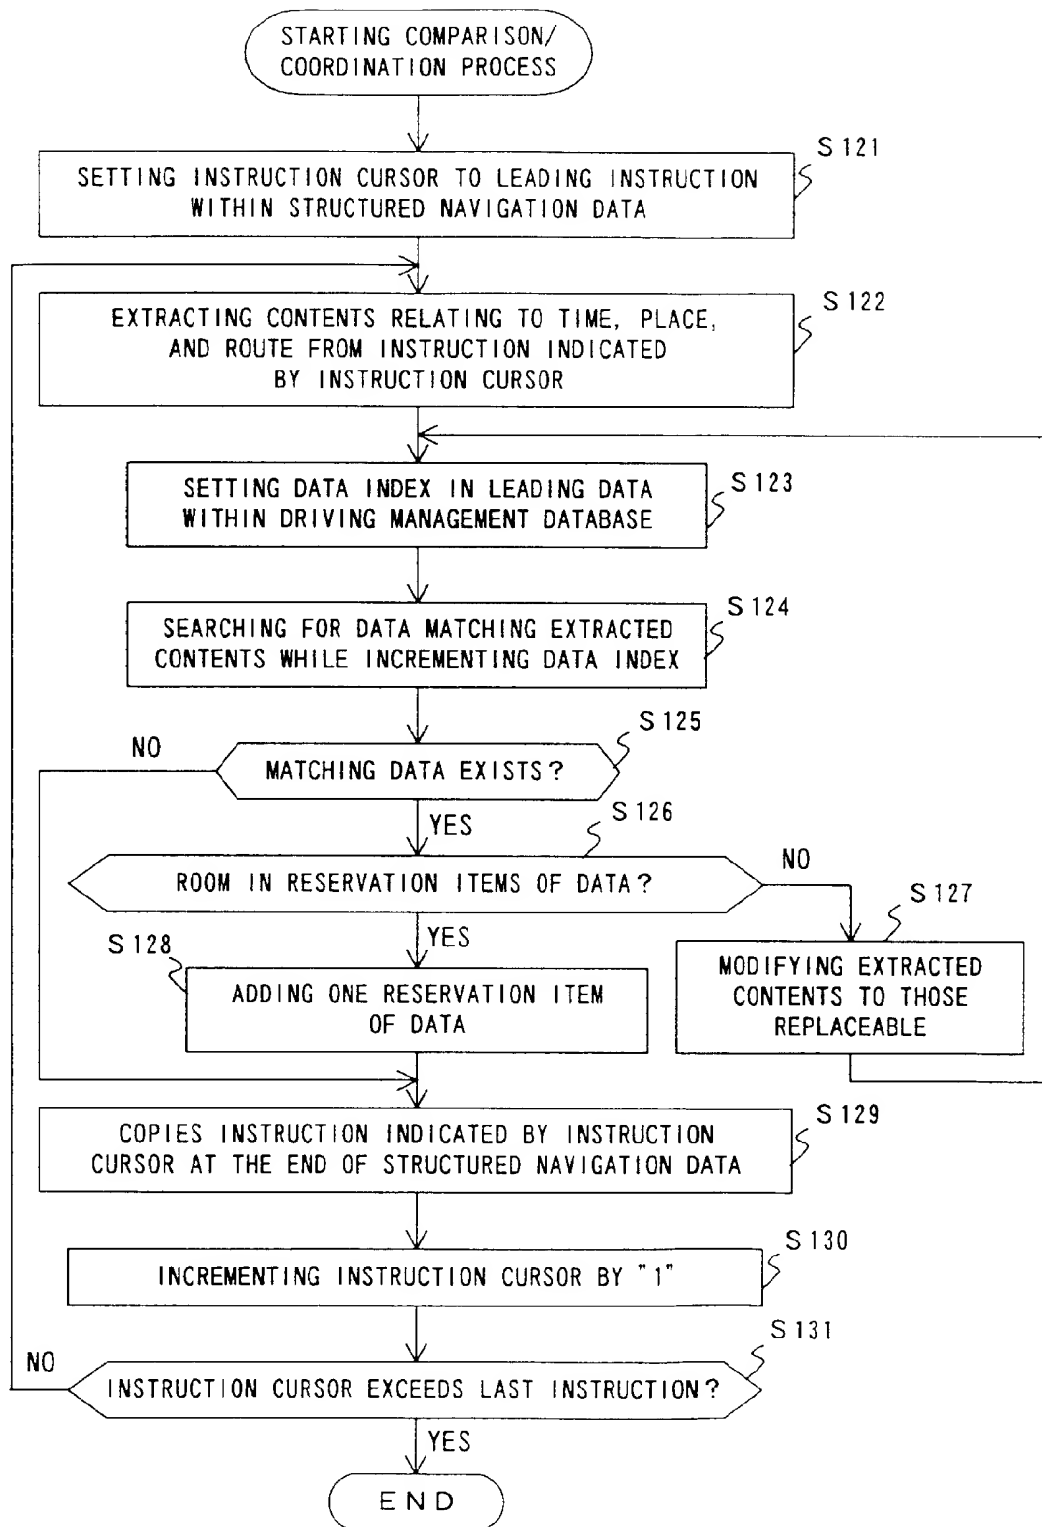 STARTING COMPARISON/
COORDINATION PROCESS
S121
SETTING INSTRUCTION CURSOR TO LEADING INSTRUCTION
WITHIN STRUCTURED NAVIGATION DATA
S122
EXTRACTING CONTENTS RELATING TO TIME, PLACE,
AND ROUTE FROM INSTRUCTION INDICATED
BY INSTRUCTION CURSOR
S123
SETTING DATA INDEX IN LEADING DATA
WITHIN DRIVING MANAGEMENT DATABASE
S124
SEARCHING FOR DATA MATCHING EXTRACTED
CONTENTS WHILE INCREMENTING DATA INDEX
S125
NO
MATCHING DATA EXISTS?
YES
S126
ROOM IN RESERVATION ITEMS OF DATA?
NO
S127
YES
S128
MODIFYING EXTRACTED
CONTENTS TO THOSE
REPLACEABLE
ADDING ONE RESERVATION ITEM
OF DATA
S129
COPIES INSTRUCTION INDICATED BY INSTRUCTION
CURSOR AT THE END OF STRUCTURED NAVIGATION DATA
S130
INCREMENTING INSTRUCTION CURSOR BY "1"
S131
NO
INSTRUCTION CURSOR EXCEEDS LAST INSTRUCTION?
YES
END